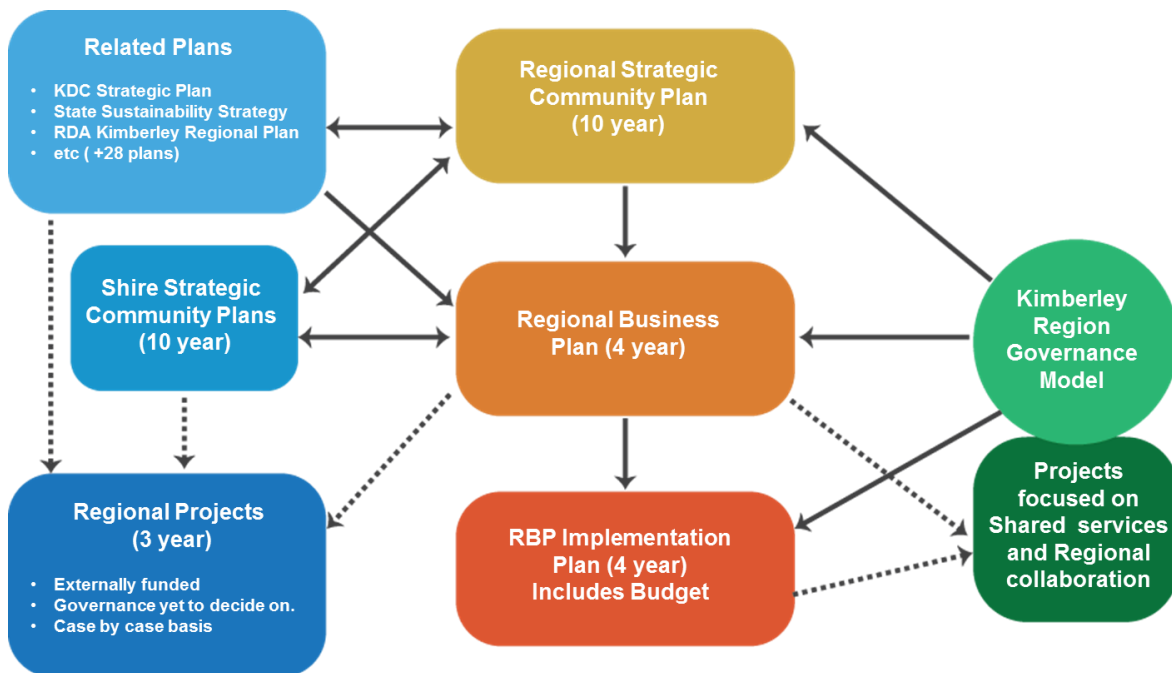 Related Plans
• KDC Strategic Plan
• State Sustainability Strategy
• RDA Kimberley Regional Plan
• etc ( +28 plans)
Regional Strategic
Community Plan
(10 year)
Shire Strategic
Community Plans
(10 year)
Regional Business
Plan (4 year)
Kimberley
Region
Governance
Model
Regional Projects
(3 year)
• Externally funded
• Governance yet to decide on.
• Case by case basis
RBP Implementation
Plan (4 year)
Includes Budget
Projects
focused on
Shared services
and Regional
collaboration